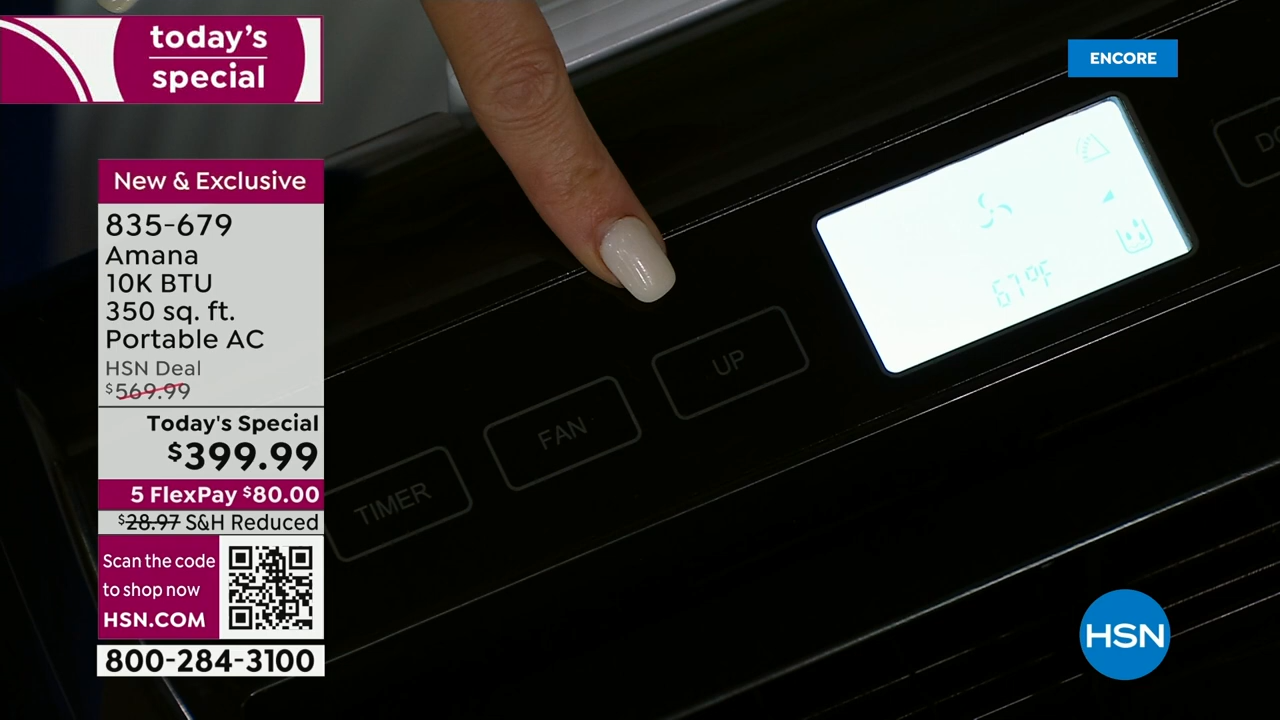 today's
special
ENCORE
New & Exclusive
835-679
Amana
10K BTU
350 sq. ft.
Portable AC
HSN Deal
$569.99
Today's Special
$399.99
5 FlexPay $80.00
$28.97 S&H Reduced
Scan the code
to shop now
HSN.COM
800-284-3100
TIMER
FAN
UP
67°F
HSN